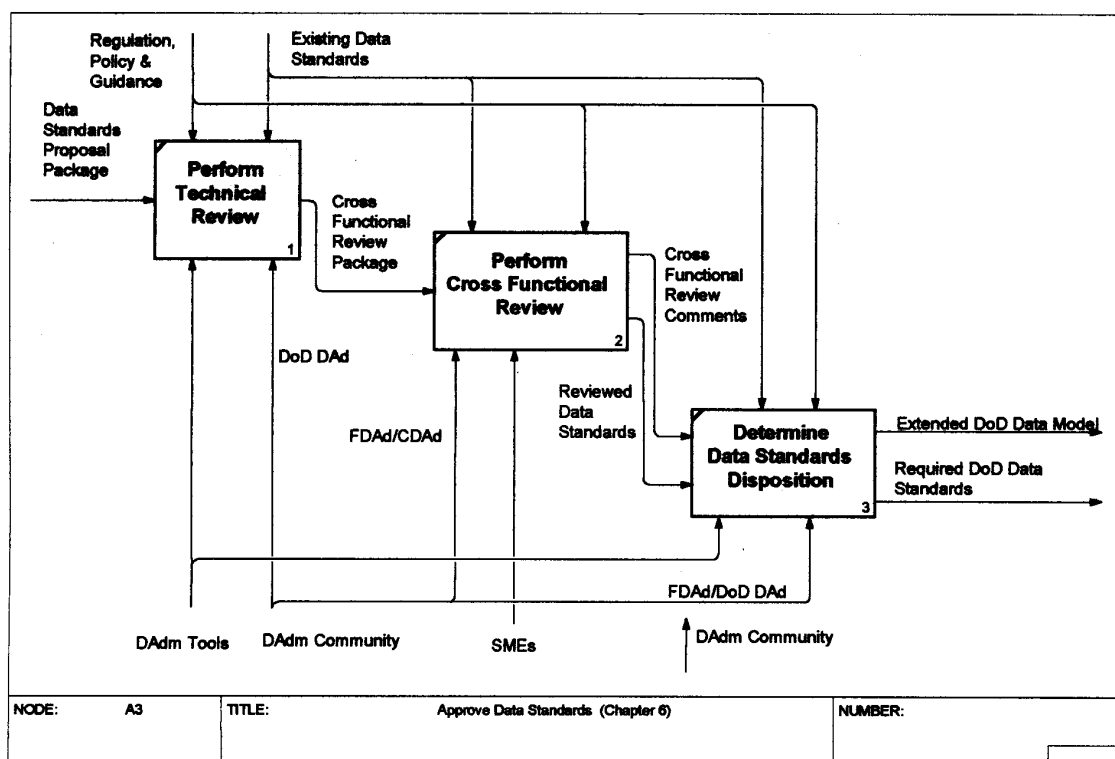 Regulation,
Policy &
Guidance
Existing Data
Standards
Data
Standards
Proposal
Package
Perform
Technical
Review
1
Cross
Functional
Review
Package
Perform
Cross Functional
Review
2
Cross
Functional
Review
Comments
DoD DAd
FDAd/CDAd
Reviewed
Data
Standards
Determine
Data Standards
Disposition
3
Extended DoD Data Model
Required DoD Data
Standards
FDAd/DoD DAd
DAdm Tools
DAdm Community
SMEs
DAdm Community
NODE: A3
TITLE: Approve Data Standards (Chapter 6)
NUMBER: